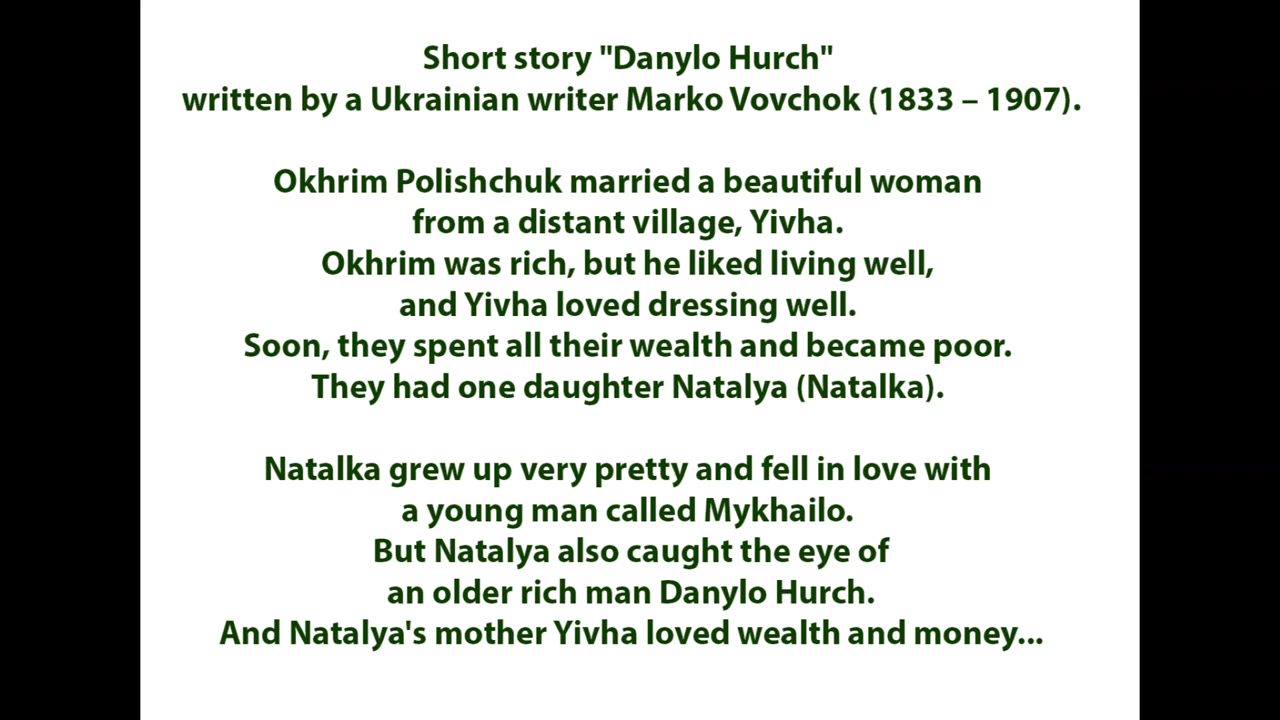 Short story "Danylo Hurch"
written by a Ukrainian writer Marko Vovchok (1833 – 1907).
Okhrim Polishchuk married a beautiful woman
from a distant village, Yivha.
Okhrim was rich, but he liked living well,
and Yivha loved dressing well.
Soon, they spent all their wealth and became poor.
They had one daughter Natalya (Natalka).
Natalka grew up very pretty and fell in love with
a young man called Mykhailo.
But Natalya also caught the eye of
an older rich man Danylo Hurch.
And Natalya's mother Yivha loved wealth and money...